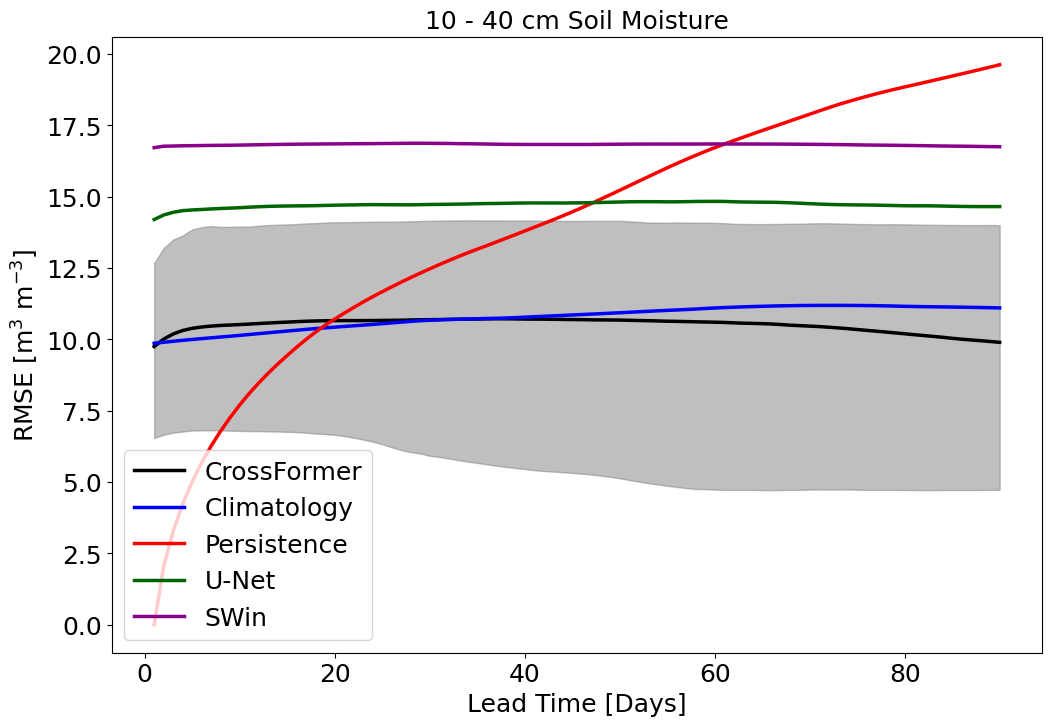 10 - 40 cm Soil Moisture
RMSE [m³ m⁻³]
20.0
17.5
15.0
12.5
10.0
7.5
5.0
2.5
0.0
CrossFormer
Climatology
Persistence
U-Net
SWin
0 20 40 60 80
Lead Time [Days]